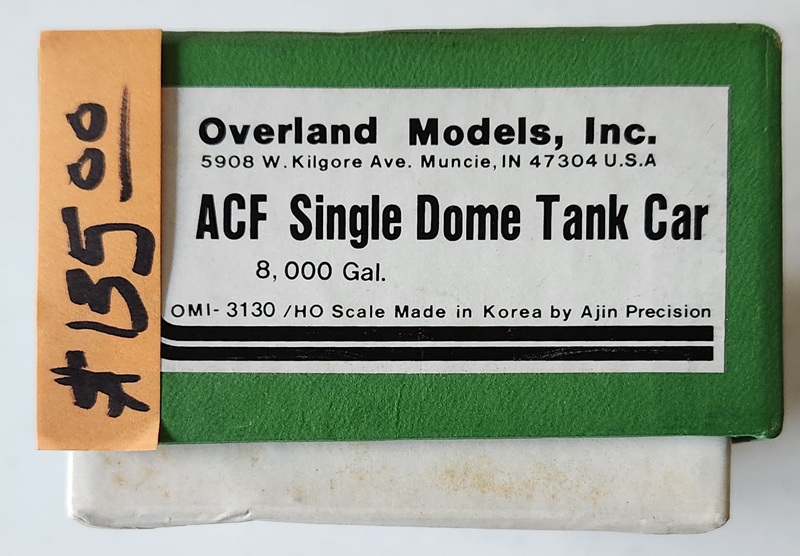 Overland Models, Inc.
5908 W. Kilgore Ave. Muncie, IN 47304 U.S.A
ACF Single Dome Tank Car
8,000 Gal.
OMI- 3130 /HO Scale Made in Korea by Ajin Precision
#135 00